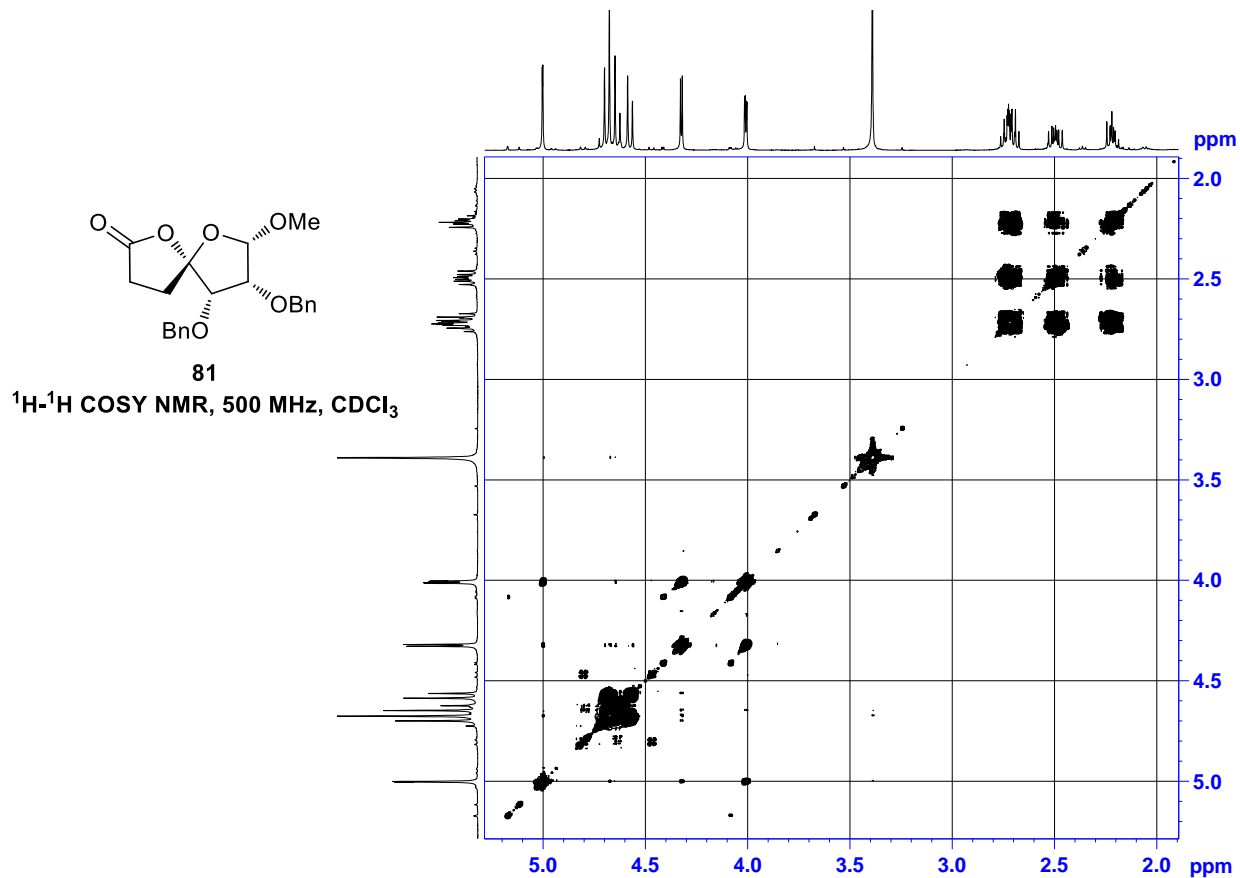 ppm
2.0
2.5
3.0
3.5
4.0
4.5
5.0
5.0 4.5 4.0 3.5 3.0 2.5 2.0 ppm
O O O OMe
OBn
BnO
81
¹H-¹H COSY NMR, 500 MHz, CDCl₃